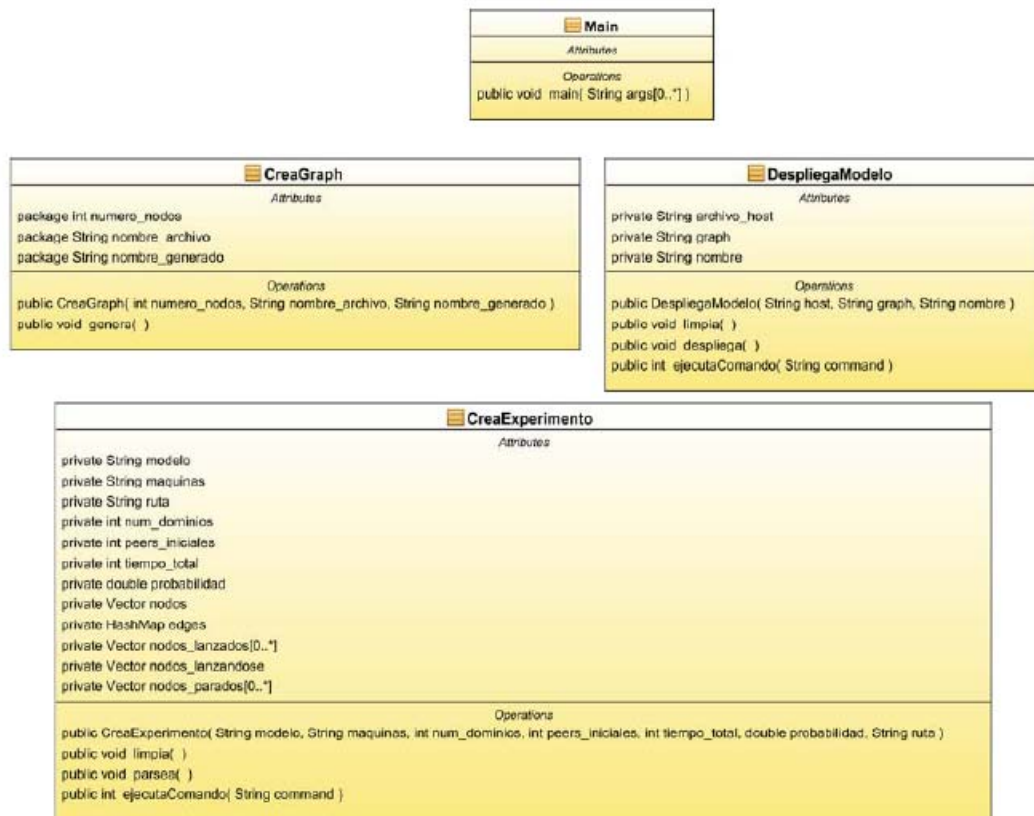 Main
Attributes
Operations
public void main( String args[0..*] )
CreaGraph
Attributes
package int numero_nodos
package String nombre_archivo
package String nombre_generado
Operations
public CreaGraph( int numero_nodos, String nombre_archivo, String nombre_generado )
public void genera( )
DespliegaModelo
Attributes
private String archivo_host
private String graph
private String nombre
Operations
public DespliegaModelo( String host, String graph, String nombre )
public void limpia( )
public void despliega( )
public int ejecutaComando( String command )
CreaExperimento
Attributes
private String modelo
private String maquinas
private String ruta
private int num_dominios
private int peers_iniciales
private int tiempo_total
private double probabilidad
private Vector nodos
private HashMap edges
private Vector nodos_lanzados[0..*]
private Vector nodos_lanzandose
private Vector nodos_parados[0..*]
Operations
public CreaExperimento( String modelo, String maquinas, int num_dominios, int peers_iniciales, int tiempo_total, double probabilidad, String ruta )
public void limpia( )
public void parsea( )
public int ejecutaComando( String command )